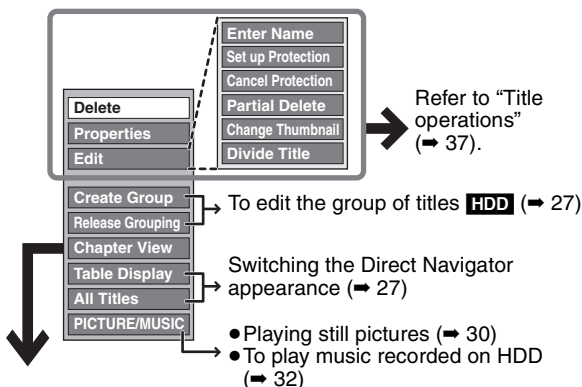 Enter Name
Set up Protection
Cancel Protection
Partial Delete
Change Thumbnail
Divide Title
Delete
Properties
Edit
Refer to “Title
operations”
(➡ 37).
Create Group
Release Grouping
To edit the group of titles HDD (➡ 27)
Chapter View
Table Display
All Titles
Switching the Direct Navigator
appearance (➡ 27)
PICTURE/MUSIC
●Playing still pictures (➡ 30)
●To play music recorded on HDD
(➡ 32)